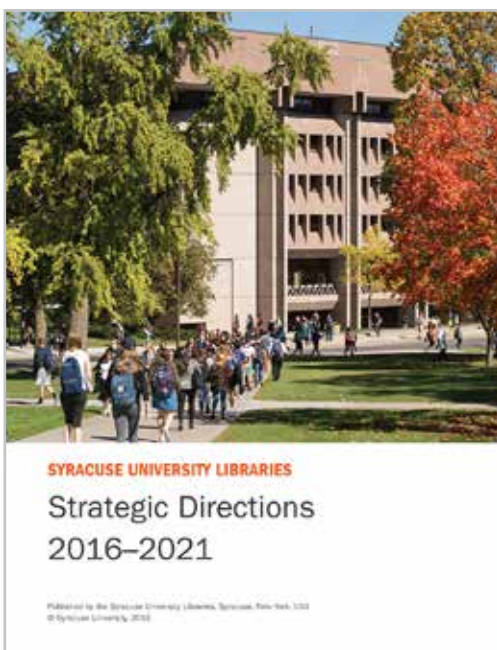 SYRACUSE UNIVERSITY LIBRARIES
Strategic Directions
2016–2021
Published by the Syracuse University Libraries, Syracuse, New York, USA
© Syracuse University,